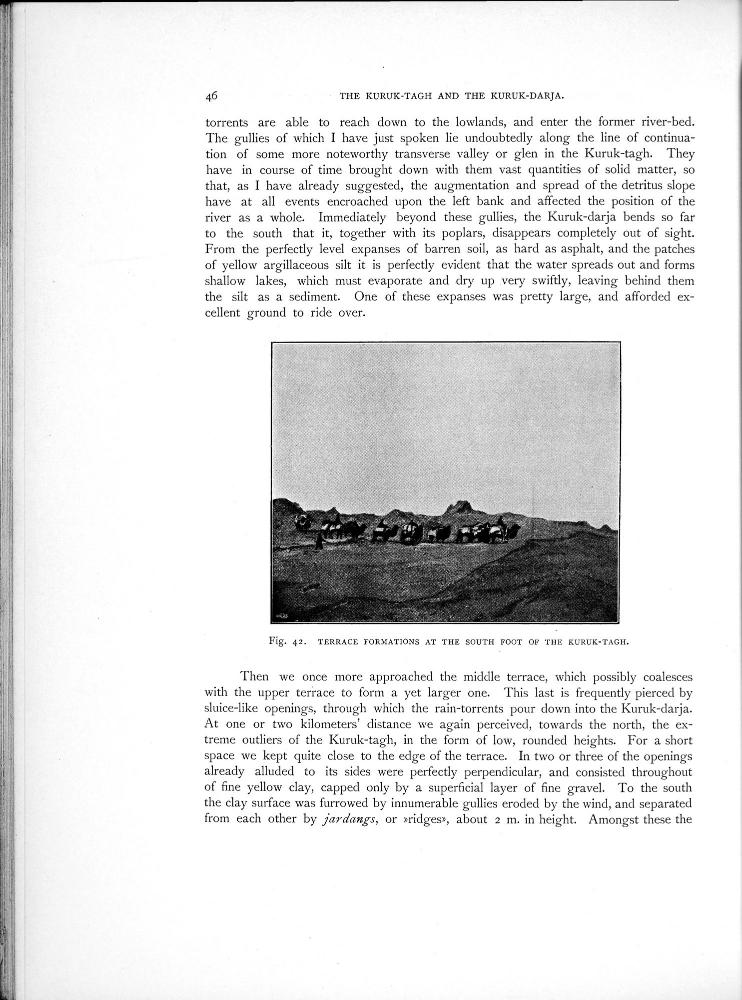 46
THE KURUK-TAGH AND THE KURUK-DARJA.
torrents are able to reach down to the lowlands, and enter the former river-bed.
The gullies of which I have just spoken lie undoubtedly along the line of continua-
tion of some more noteworthy transverse valley or glen in the Kuruk-tagh. They
have in course of time brought down with them vast quantities of solid matter, so
that, as I have already suggested, the augmentation and spread of the detritus slope
have at all events encroached upon the left bank and affected the position of the
river as a whole. Immediately beyond these gullies, the Kuruk-darja bends so far
to the south that it, together with its poplars, disappears completely out of sight.
From the perfectly level expanses of barren soil, as hard as asphalt, and the patches
of yellow argillaceous silt it is perfectly evident that the water spreads out and forms
shallow lakes, which must evaporate and dry up very swiftly, leaving behind them
the silt as a sediment. One of these expanses was pretty large, and afforded ex-
cellent ground to ride over.
Fig. 42. TERRACE FORMATIONS AT THE SOUTH FOOT OF THE KURUK-TAGH.
Then we once more approached the middle terrace, which possibly coalesces
with the upper terrace to form a yet larger one. This last is frequently pierced by
sluice-like openings, through which the rain-torrents pour down into the Kuruk-darja.
At one or two kilometers' distance we again perceived, towards the north, the ex-
treme outliers of the Kuruk-tagh, in the form of low, rounded heights. For a short
space we kept quite close to the edge of the terrace. In two or three of the openings
already alluded to its sides were perfectly perpendicular, and consisted throughout
of fine yellow clay, capped only by a superficial layer of fine gravel. To the south
the clay surface was furrowed by innumerable gullies eroded by the wind, and separated
from each other by jardangs, or »ridges», about 2 m. in height. Amongst these the